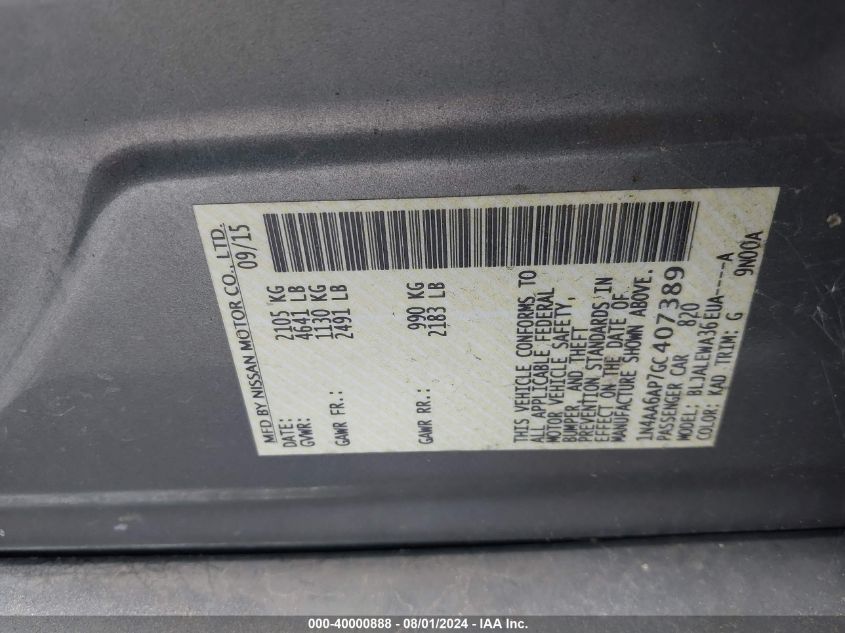 MFD BY NISSAN MOTOR CO., LTD.
DATE: 09/15
GVWR: 2105 KG
4641 LB
GAWR FR.: 1130 KG
2491 LB
GAWR RR.: 990 KG
2183 LB
THIS VEHICLE CONFORMS TO
ALL APPLICABLE FEDERAL
MOTOR VEHICLE SAFETY,
BUMPER, AND THEFT
PREVENTION STANDARDS IN
EFFECT ON THE DATE OF
MANUFACTURE SHOWN ABOVE.
1N4AA6AP7GC407389
PASSENGER CAR 820
MODEL: BLJALEWA36EUA----A
COLOR: KAD TRIM: G 9N00A
000-40000888 - 08/01/2024 - IAA Inc.